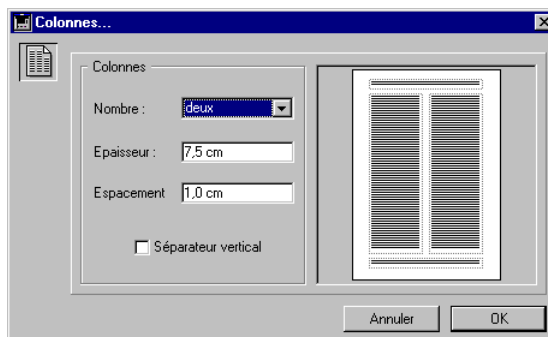 Colonnes...
Colonnes
Nombre : deux
Epaisseur : 7,5 cm
Espacement 1,0 cm
Séparateur vertical
Annuler OK